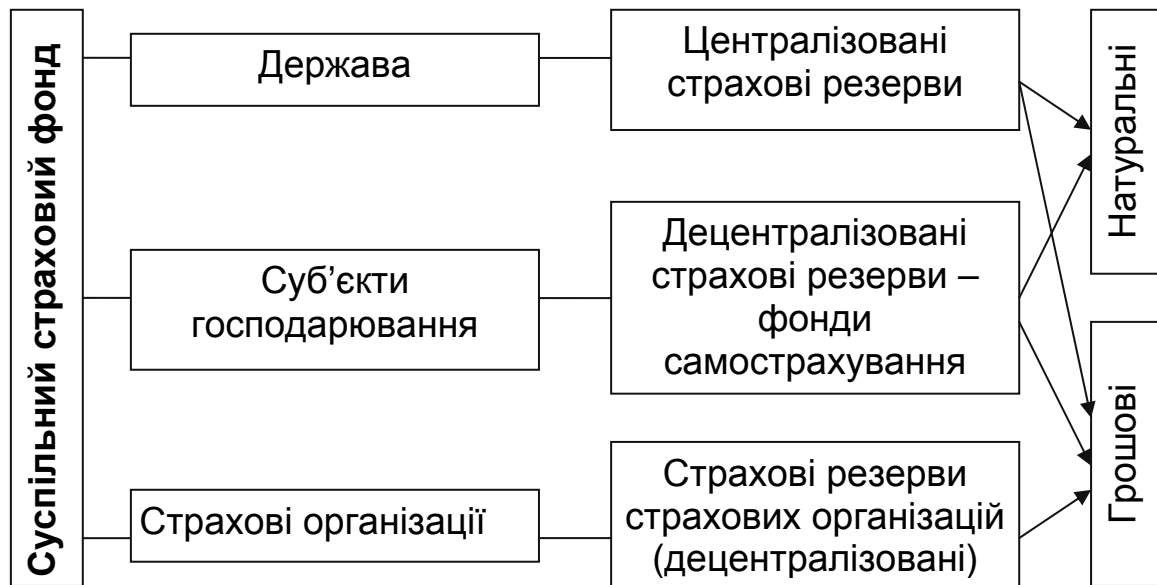 Суспільний страховий фонд
Держава
Централізовані
страхові резерви
Натуральні
Суб’єкти
господарювання
Децентралізовані
страхові резерви –
фонди
самострахування
Грошові
Страхові організації
Страхові резерви
страхових організацій
(децентралізовані)